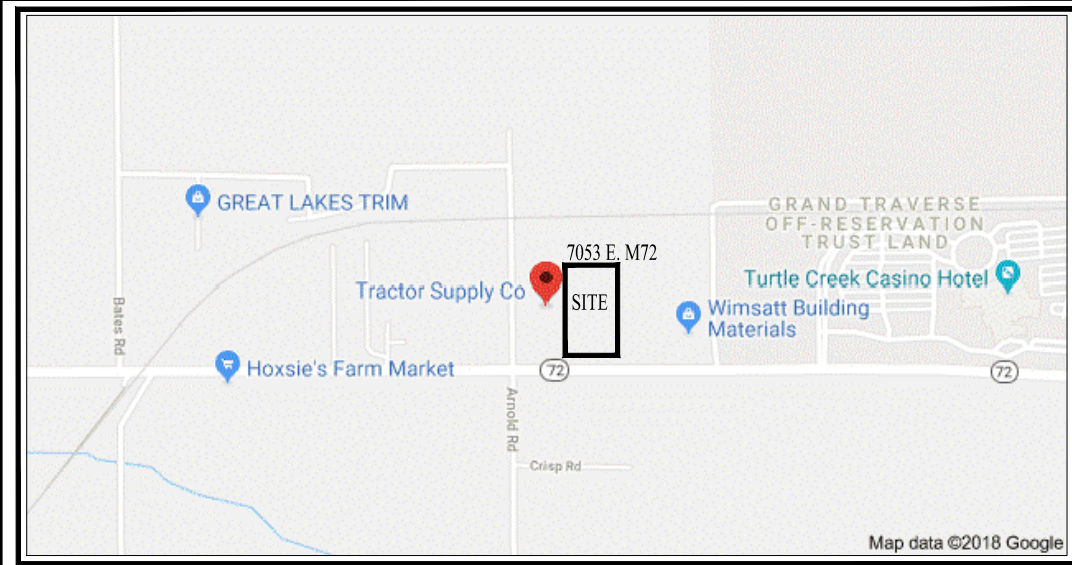 GREAT LAKES TRIM
GRAND TRAVERSE
OFF-RESERVATION
TRUST LAND
7053 E. M72
Tractor Supply Co
SITE
Turtle Creek Casino Hotel
Wimsatt Building
Materials
Bates Rd
Hoxsie's Farm Market
72
72
Arnold Rd
Crisp Rd
Map data ©2018 Google